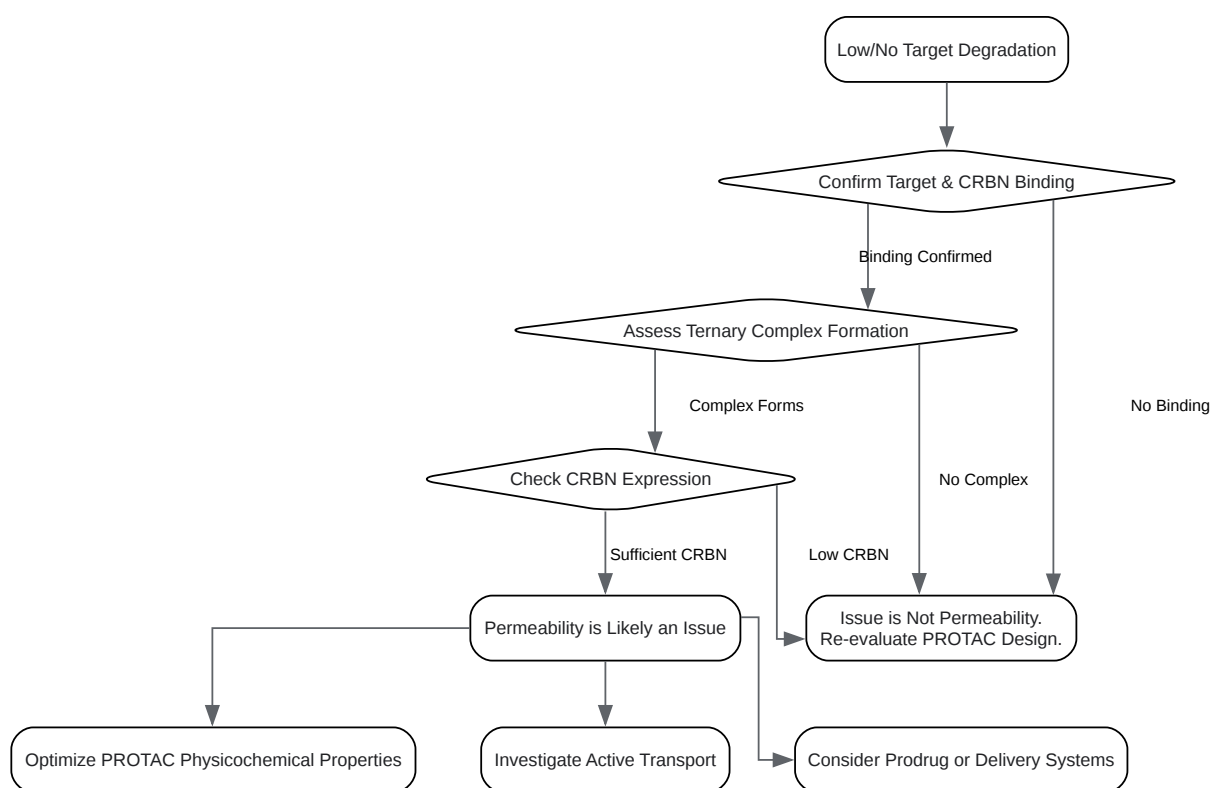 Low/No Target Degradation
Confirm Target & CRBN Binding
Binding Confirmed
Assess Ternary Complex Formation
Complex Forms
No Binding
Check CRBN Expression
No Complex
Sufficient CRBN
Low CRBN
Permeability is Likely an Issue
Issue is Not Permeability.
Re-evaluate PROTAC Design.
Optimize PROTAC Physicochemical Properties
Investigate Active Transport
Consider Prodrug or Delivery Systems